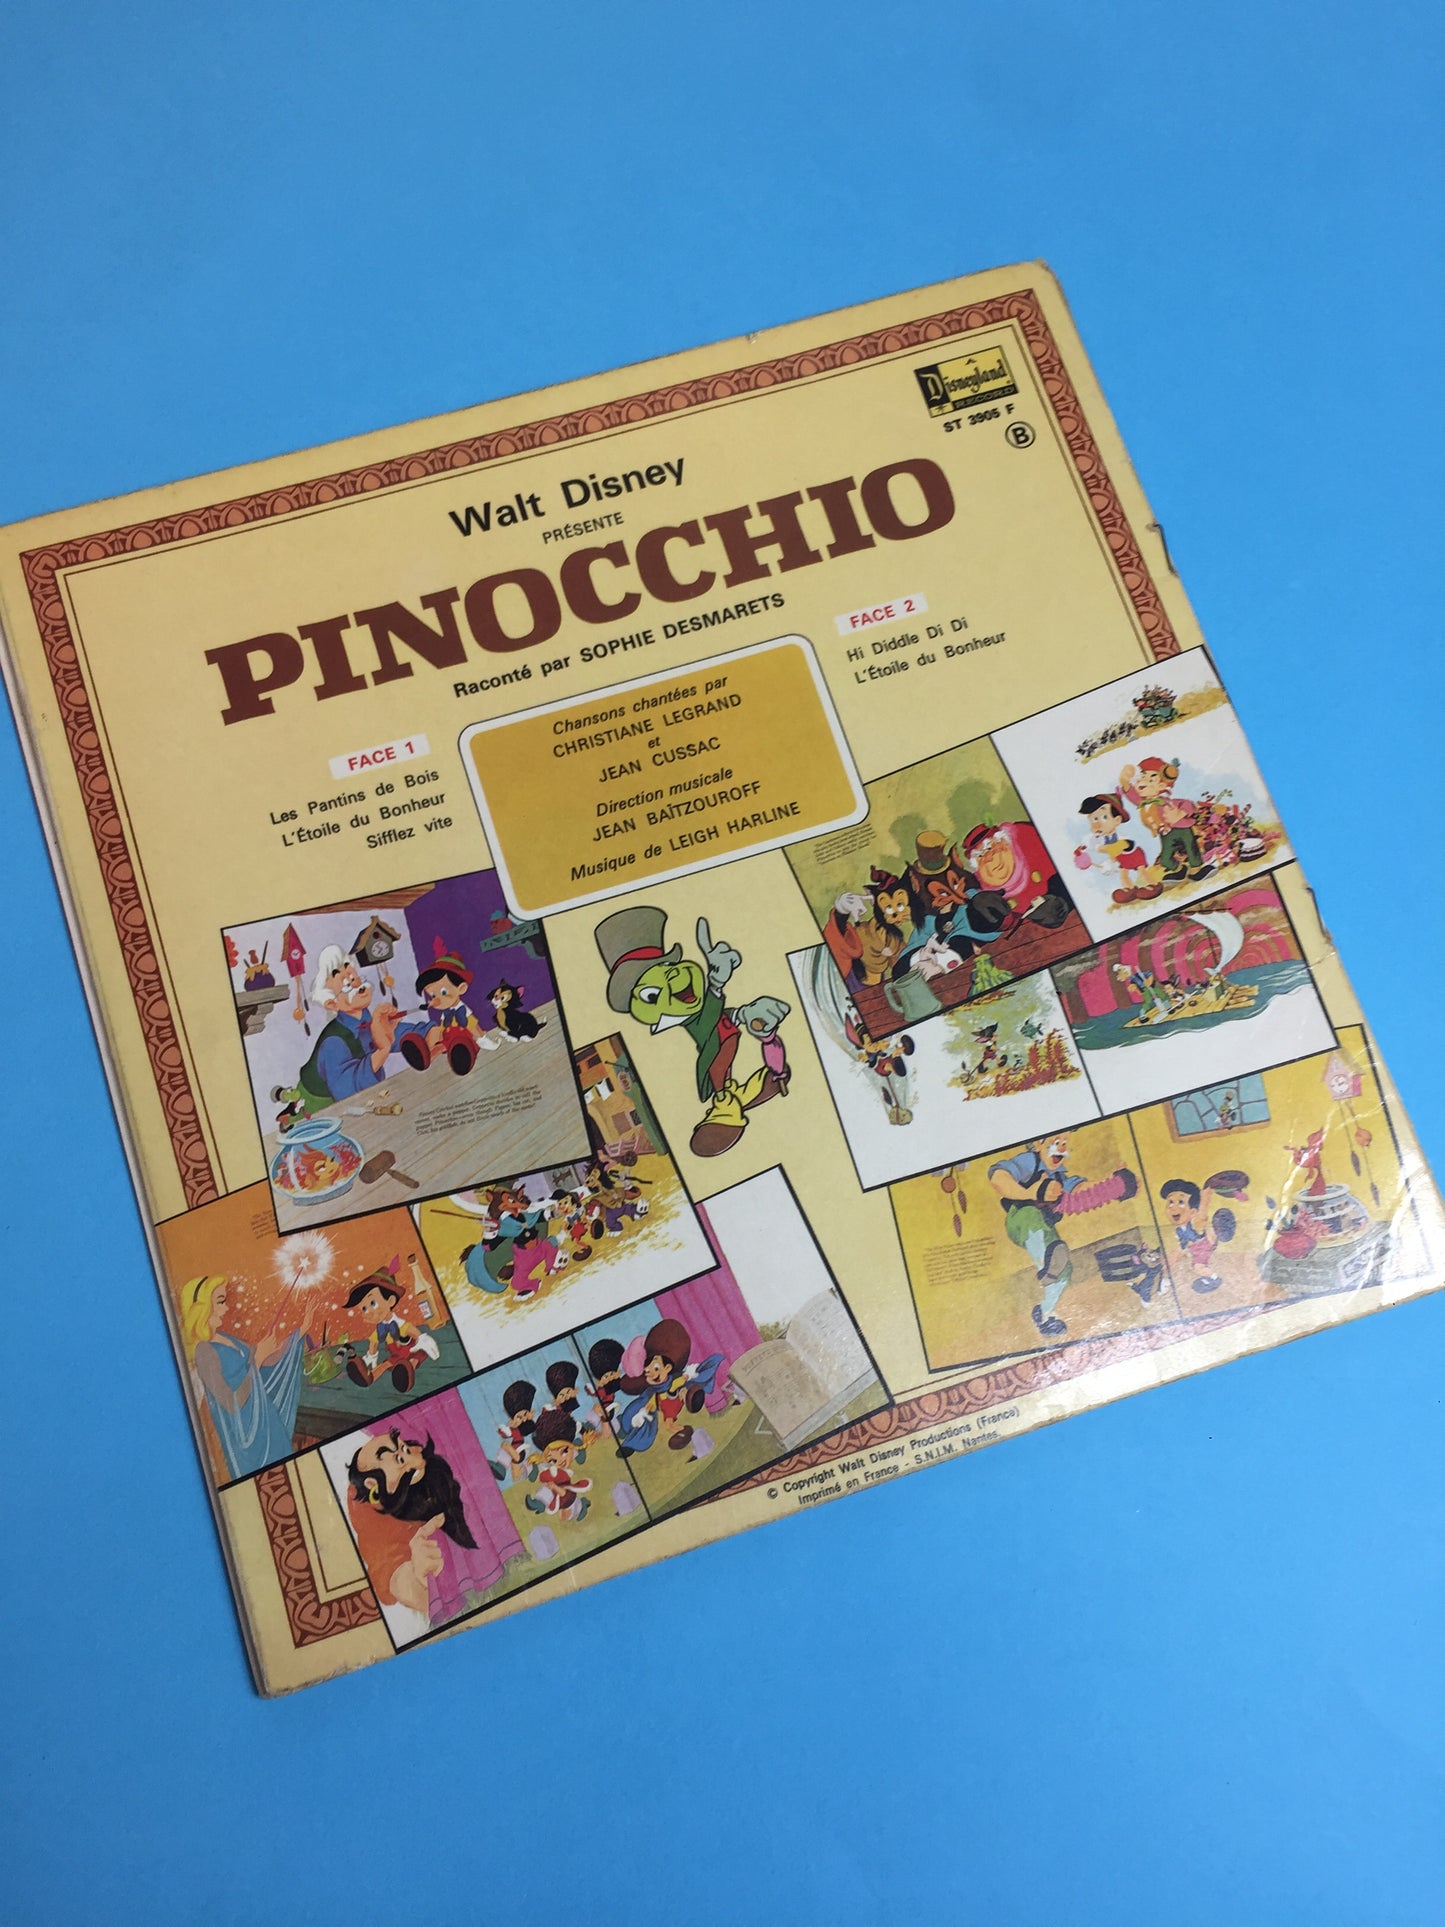 Disneyland
RECORD
ST 3905 F
B
Walt Disney
PRÉSENTE
PINOCCHIO
Raconté par SOPHIE DESMARETS
FACE 1
Les Pantins de Bois
L'Étoile du Bonheur
Sifflez vite
Chansons chantées par
CHRISTIANE LEGRAND
et
JEAN CUSSAC
Direction musicale
JEAN BAÏTZOUROFF
Musique de LEIGH HARLINE
FACE 2
Hi Diddle Di Di
L'Étoile du Bonheur
© Copyright Walt Disney Productions (France)
Imprimé en France - S.N.I.M. Nantes.